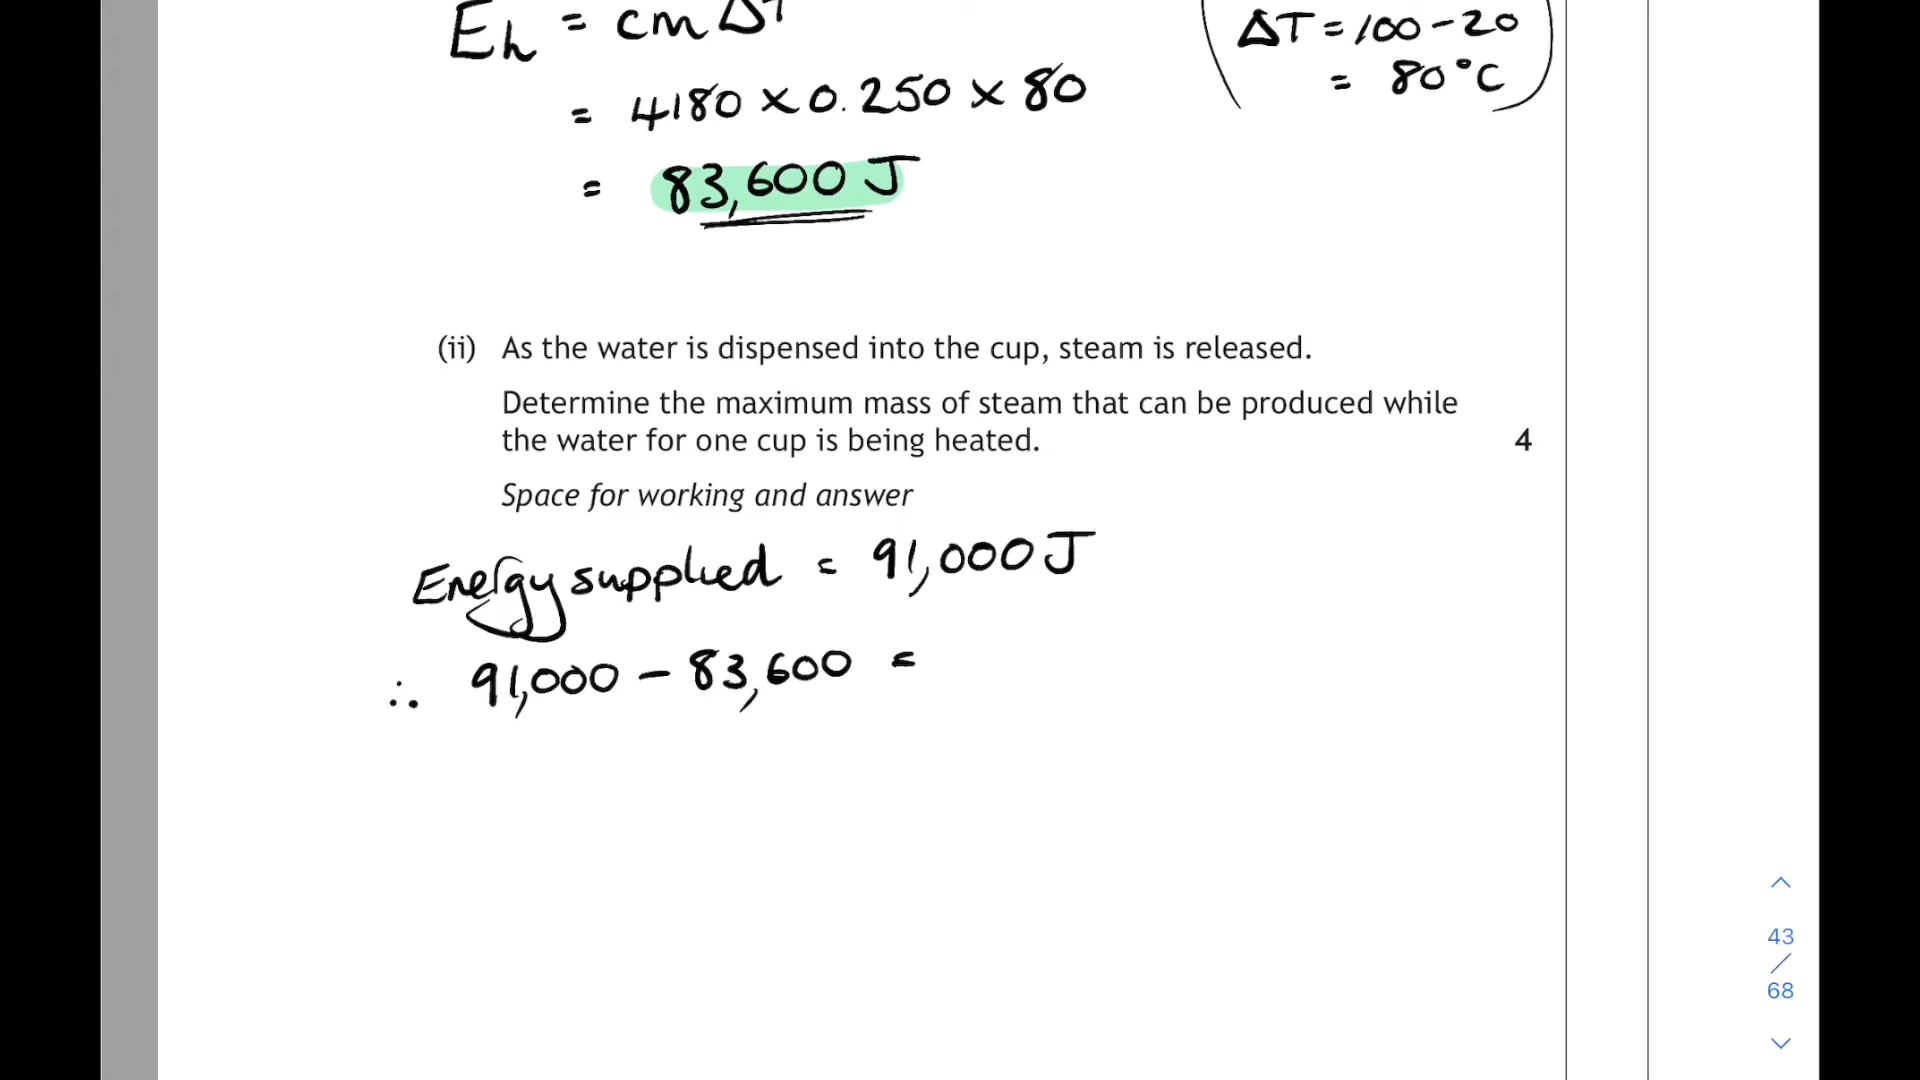 Eh = cmΔT
= 4180 × 0.250 × 80
= 83,600 J
ΔT = 100 - 20
= 80°C
(ii) As the water is dispensed into the cup, steam is released.
Determine the maximum mass of steam that can be produced while
the water for one cup is being heated. 4
Space for working and answer
Energy supplied = 91,000 J
∴ 91,000 - 83,600 =
43
/
68